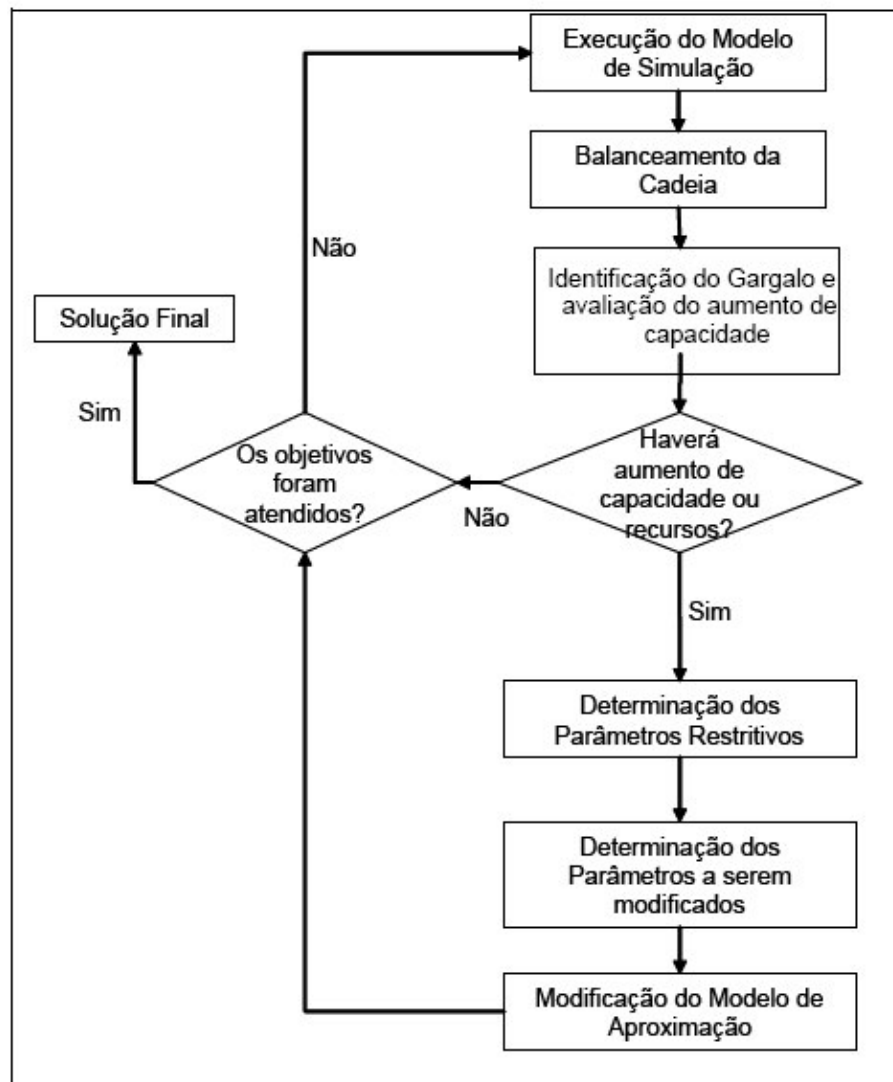 Execução do Modelo
de Simulação
Balanceamento da
Cadeia
Identificação do Gargalo e
avaliação do aumento de
capacidade
Haverá
aumento de
capacidade ou
recursos?
Não
Sim
Os objetivos
foram
atendidos?
Não
Sim
Solução Final
Determinação dos
Parâmetros Restritivos
Determinação dos
Parâmetros a serem
modificados
Modificação do Modelo de
Aproximação